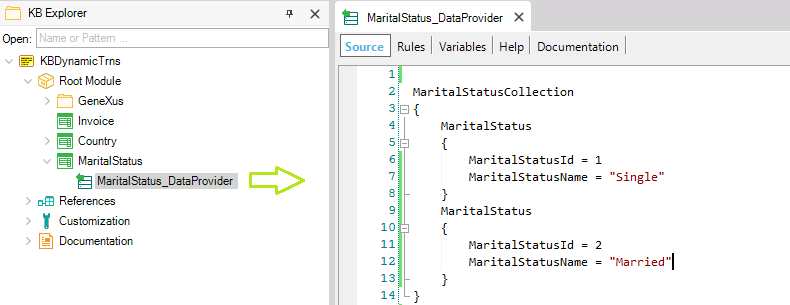 KB Explorer
Open: Name or Pattern ...
KBDynamicTrns
Root Module
GeneXus
Invoice
Country
MaritalStatus
MaritalStatus_DataProvider
References
Customization
Documentation
MaritalStatus_DataProvider
Source Rules Variables Help Documentation
1
2 MaritalStatusCollection
3 {
4 MaritalStatus
5 {
6 MaritalStatusId = 1
7 MaritalStatusName = "Single"
8 }
9 MaritalStatus
10 {
11 MaritalStatusId = 2
12 MaritalStatusName = "Married"
13 }
14 }